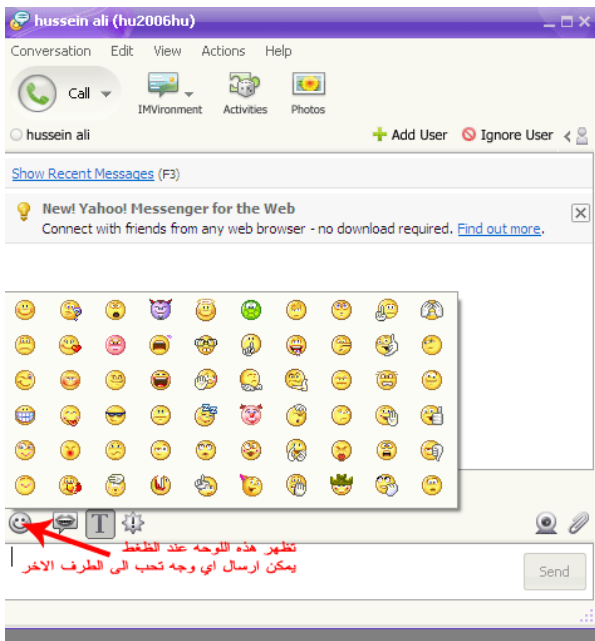 hussein ali (hu2006hu)
Conversation Edit View Actions Help
Call
IMVironment Activities Photos
hussein ali Add User Ignore User
Show Recent Messages (F3)
New! Yahoo! Messenger for the Web
Connect with friends from any web browser - no download required. Find out more.
T
تظهر هذه اللوحه عند الظغط
يمكن ارسال اي وجه تحب الى الطرف الاخر
Send